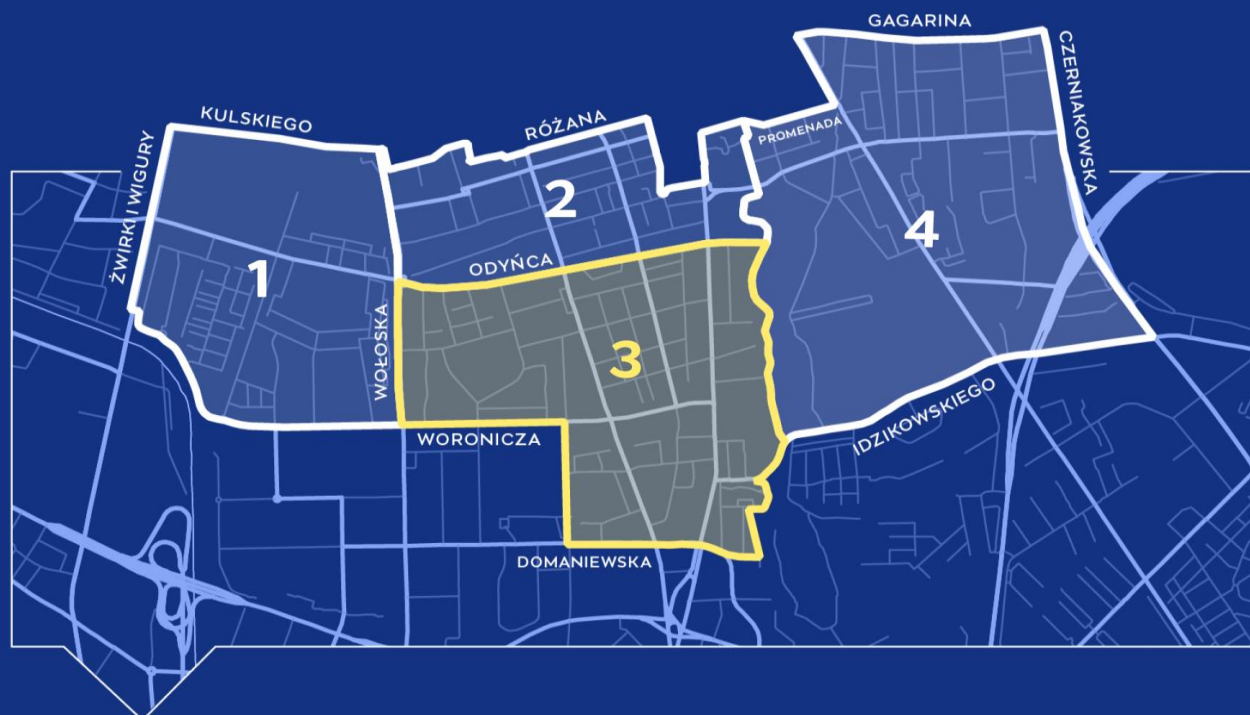 GAGARINA
CZERNIAKOWSKA
KULSKIEGO
RÓŻANA
PROMENADA
ŻWIRKI I WIGURY
2
4
1
ODYŃCA
WOŁOSKA
3
WORONICZA
IDZIKOWSKIEGO
DOMANIEWSKA